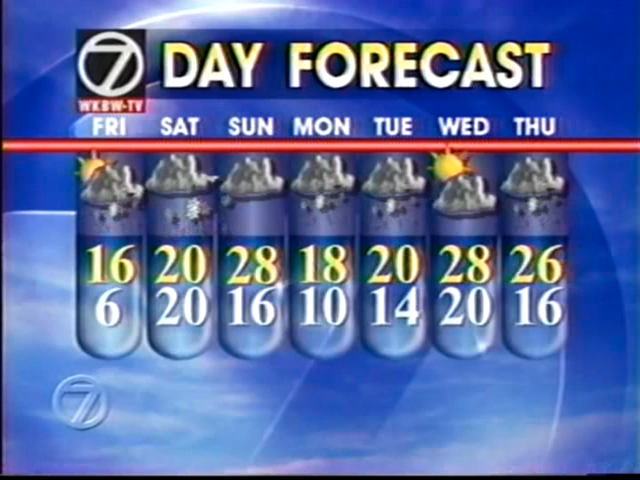 7 DAY FORECAST
WKBW-TV
FRI SAT SUN MON TUE WED THU
16 20 28 18 20 28 26
6 20 16 10 14 20 16
7